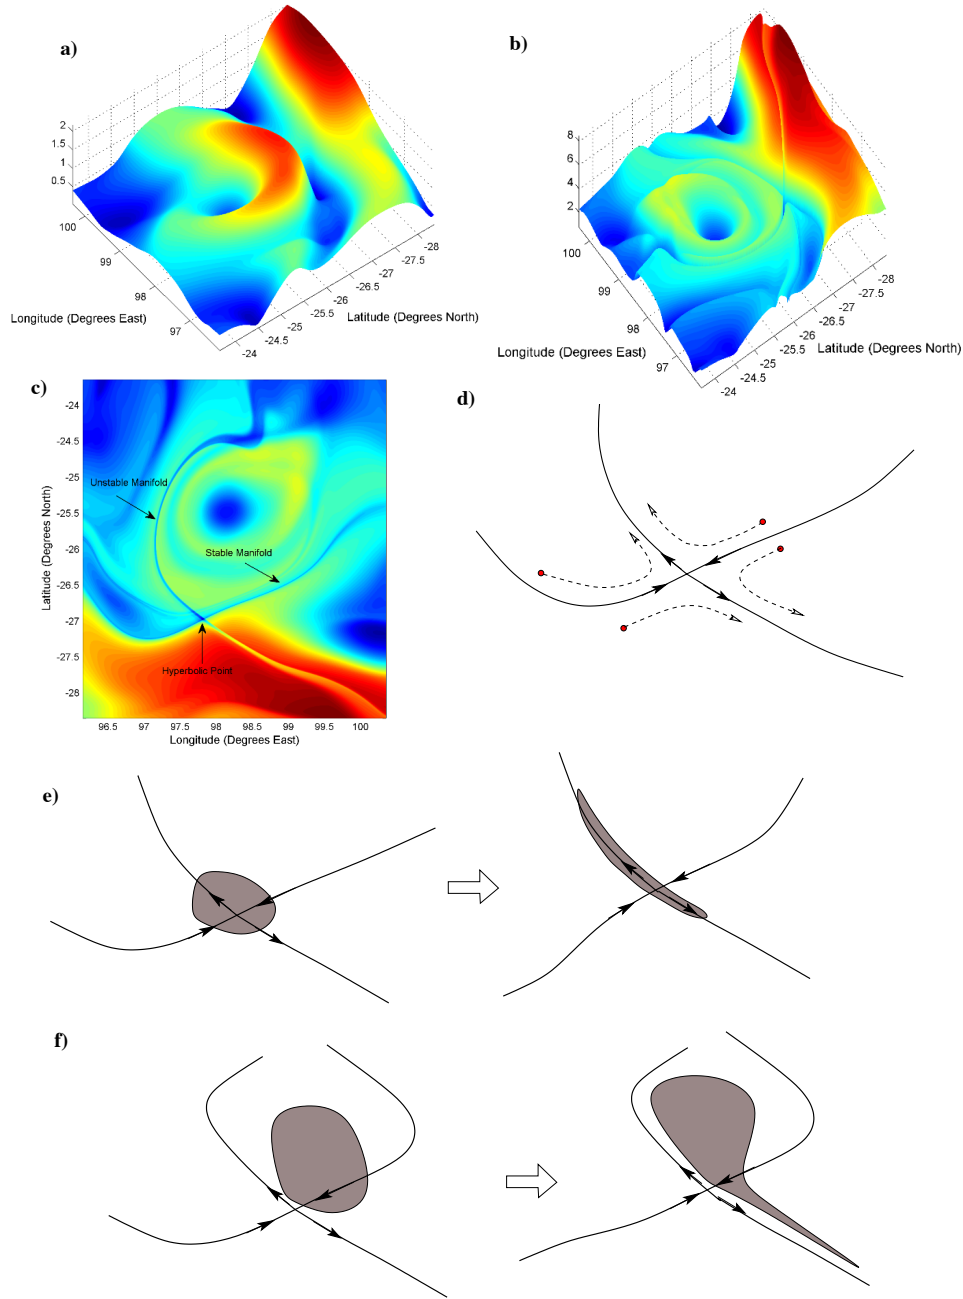 a)
2
1.5
1
0.5
100
99
98
97
-24
-24.5
-25
-25.5
-26
-26.5
-27
-27.5
-28
Longitude (Degrees East)
Latitude (Degrees North)
b)
8
6
4
2
100
99
98
97
-24
-24.5
-25
-25.5
-26
-26.5
-27
-27.5
-28
Longitude (Degrees East)
Latitude (Degrees North)
c)
-24
-24.5
-25
-25.5
-26
-26.5
-27
-27.5
-28
Latitude (Degrees North)
Unstable Manifold
Stable Manifold
Hyperbolic Point
96.5 97 97.5 98 98.5 99 99.5 100
Longitude (Degrees East)
d)
e)
f)